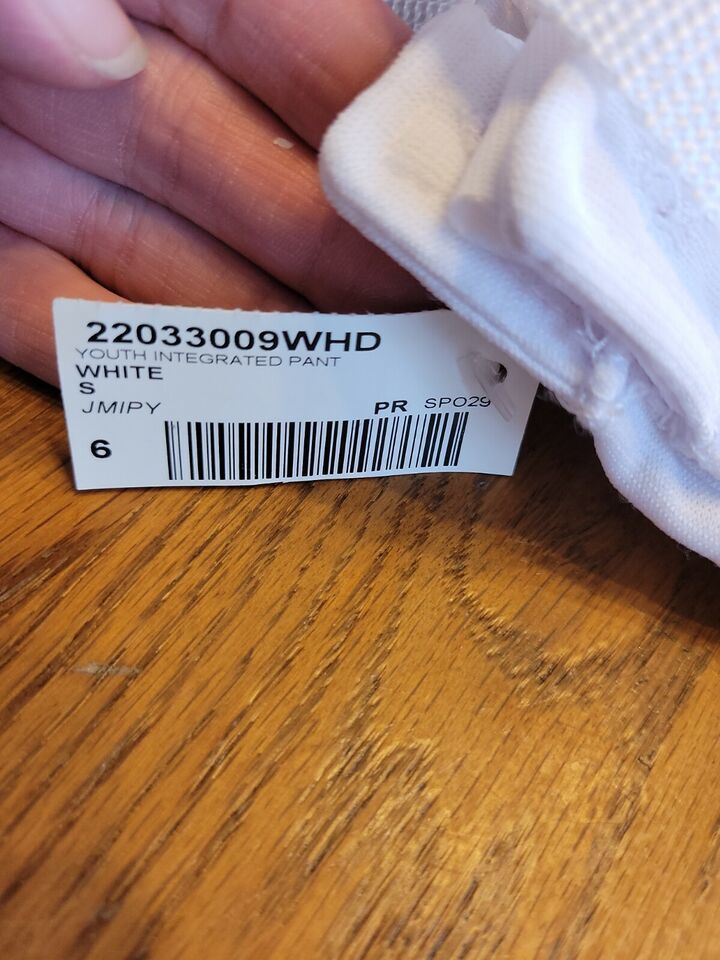 22033009WHD
YOUTH INTEGRATED PANT
WHITE
S
JMIPY PR SPO29
6